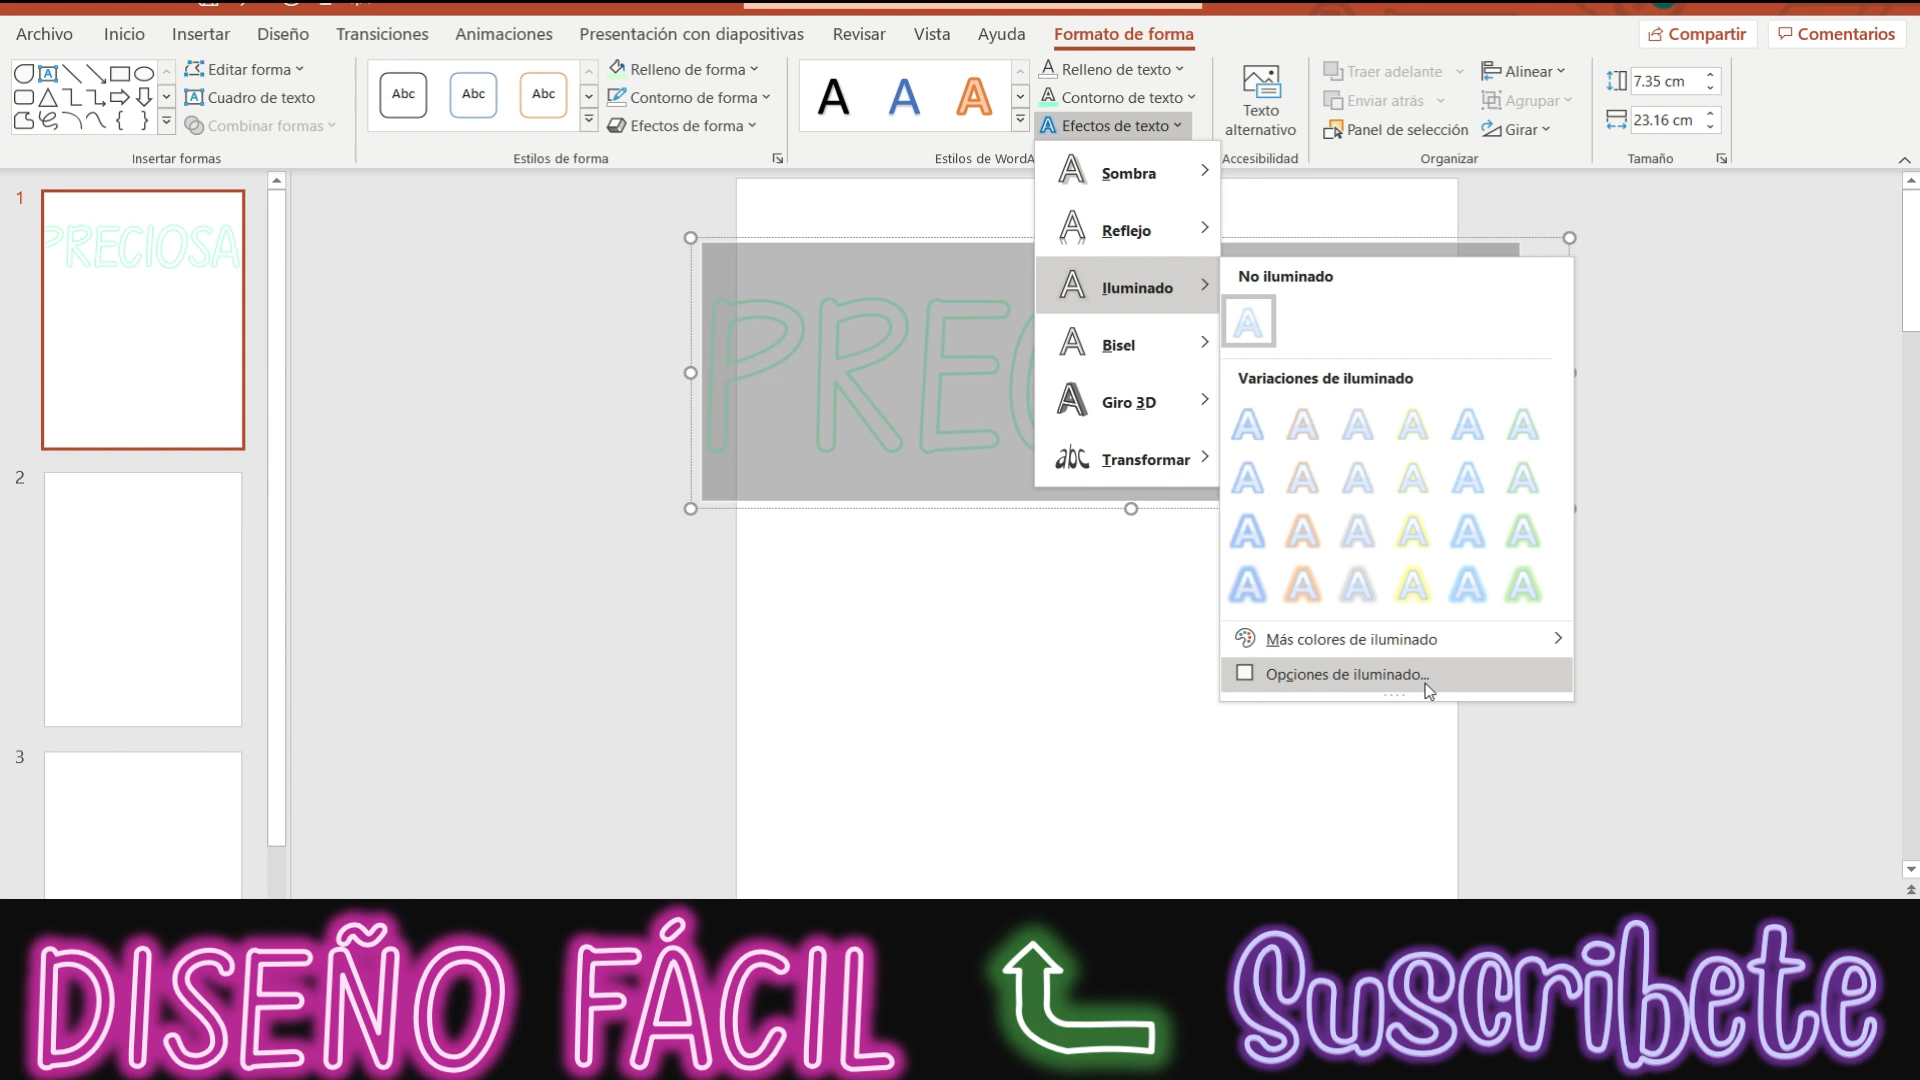 Archivo Inicio Insertar Diseño Transiciones Animaciones Presentación con diapositivas Revisar Vista Ayuda Formato de forma Compartir Comentarios
Editar forma
Cuadro de texto
Combinar formas
Insertar formas
Abc Abc Abc
Relleno de forma
Contorno de forma
Efectos de forma
Estilos de forma
A A A
Relleno de texto
Contorno de texto
Efectos de texto
Estilos de WordA
Texto
alternativo
Accesibilidad
Traer adelante
Enviar atrás
Panel de selección
Alinear
Agrupar
Girar
Organizar
7.35 cm
23.16 cm
Tamaño
1
PRECIOSA
2
3
PREC
Sombra
Reflejo
Iluminado
Bisel
Giro 3D
abc Transformar
No iluminado
A
Variaciones de iluminado
A A A A A A
A A A A A A
A A A A A A
A A A A A A
Más colores de iluminado
Opciones de iluminado...
DISEÑO FÁCIL Suscribete